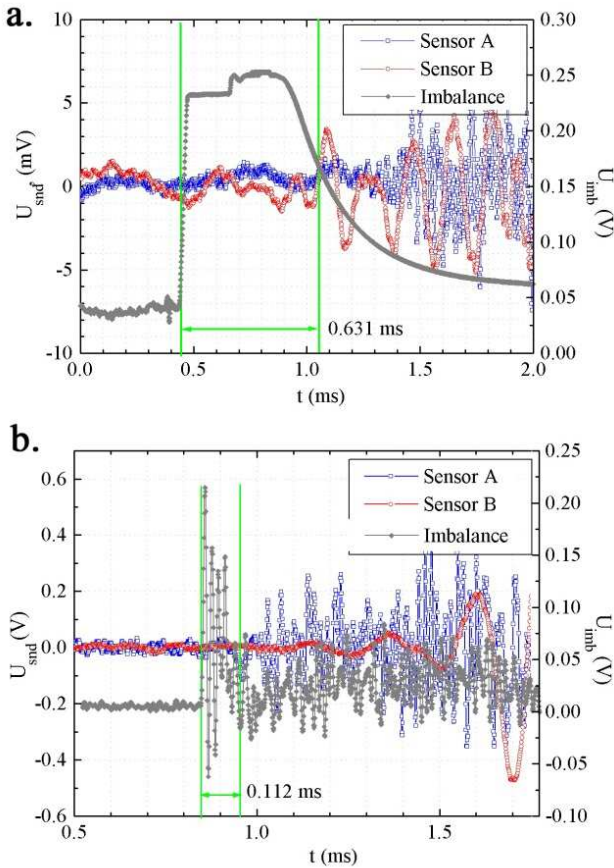 a.
10
5
0
-5
-10
U_snd (mV)
0.30
0.25
0.20
0.15
0.10
0.05
0.00
U_imb (V)
Sensor A
Sensor B
Imbalance
0.631 ms
0.0 0.5 1.0 1.5 2.0
t (ms)
b.
0.6
0.4
0.2
0.0
-0.2
-0.4
-0.6
U_snd (V)
0.25
0.20
0.15
0.10
0.05
0.00
-0.05
-0.10
U_imb (V)
Sensor A
Sensor B
Imbalance
0.112 ms
0.5 1.0 1.5
t (ms)